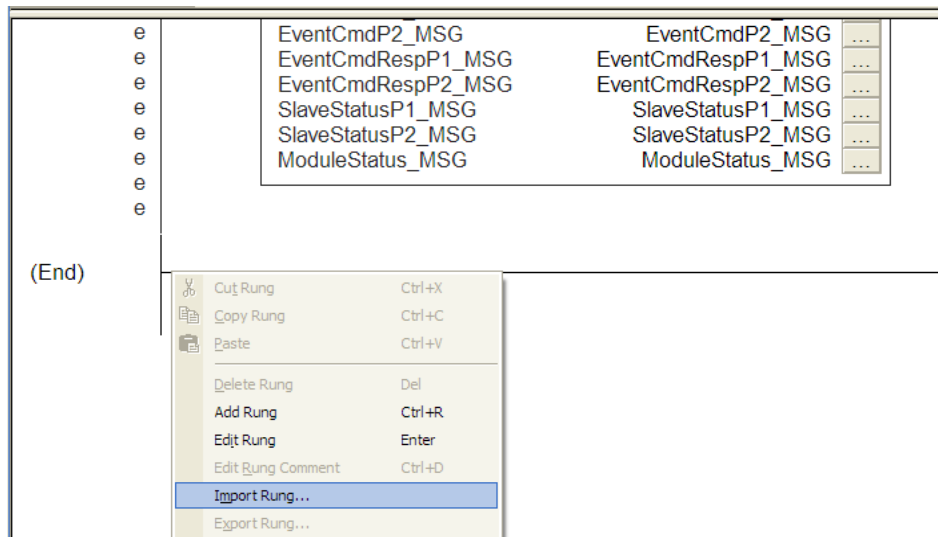 e EventCmdP2_MSG EventCmdP2_MSG ...
e EventCmdRespP1_MSG EventCmdRespP1_MSG ...
e EventCmdRespP2_MSG EventCmdRespP2_MSG ...
e SlaveStatusP1_MSG SlaveStatusP1_MSG ...
e SlaveStatusP2_MSG SlaveStatusP2_MSG ...
e ModuleStatus_MSG ModuleStatus_MSG ...
e
e
(End)
Cut Rung Ctrl+X
Copy Rung Ctrl+C
Paste Ctrl+V
Delete Rung Del
Add Rung Ctrl+R
Edit Rung Enter
Edit Rung Comment Ctrl+D
Import Rung...
Export Rung...